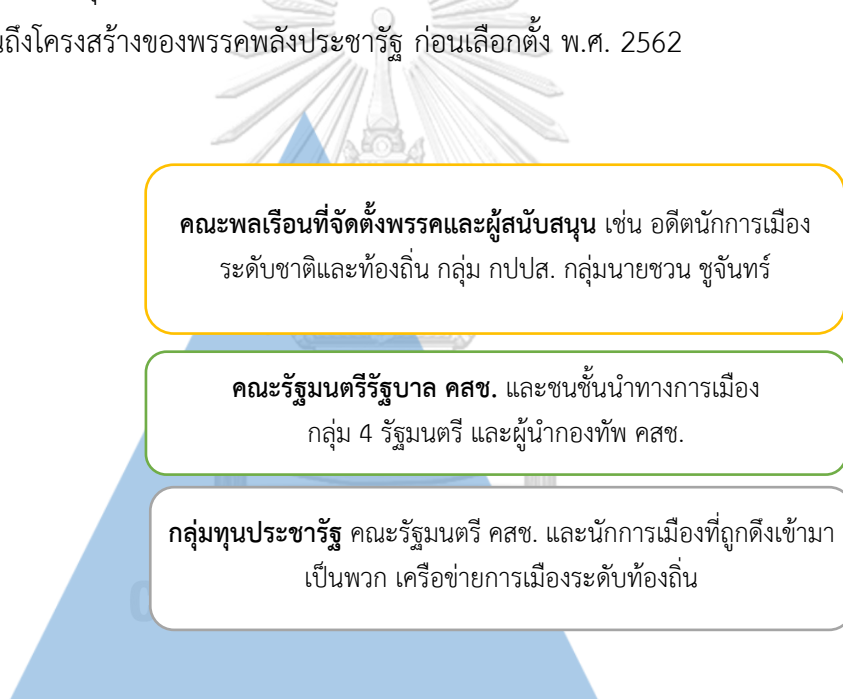 ถึงโครงสร้างของพรรคพลังประชารัฐ ก่อนเลือกตั้ง พ.ศ. 2562
คณะพลเรือนที่จัดตั้งพรรคและผู้สนับสนุน เช่น อดีตนักการเมือง
ระดับชาติและท้องถิ่น กลุ่ม กปปส. กลุ่มนายชวน ชูจันทร์
คณะรัฐมนตรีรัฐบาล คสช. และชนชั้นนำทางการเมือง
กลุ่ม 4 รัฐมนตรี และผู้นำกองทัพ คสช.
กลุ่มทุนประชารัฐ คณะรัฐมนตรี คสช. และนักการเมืองที่ถูกดึงเข้ามา
เป็นพวก เครือข่ายการเมืองระดับท้องถิ่น